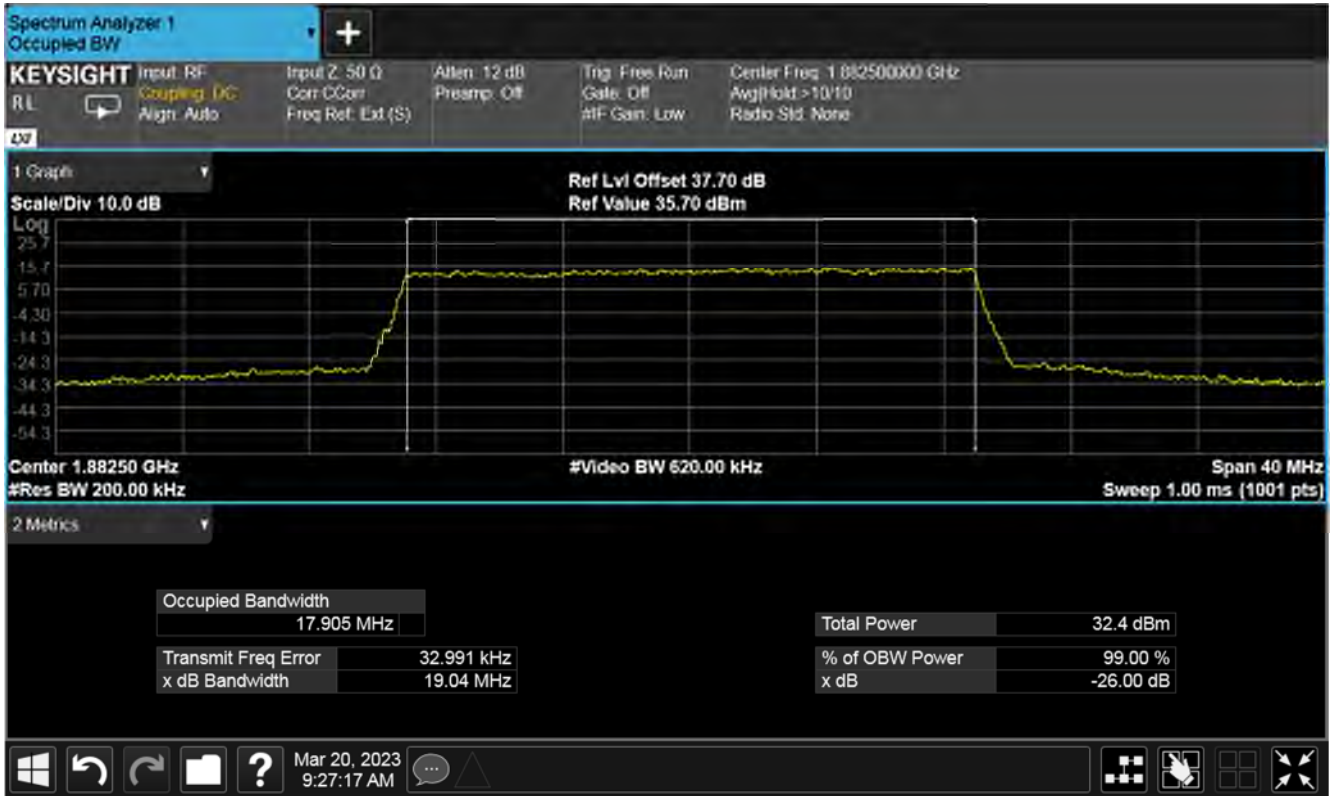 Spectrum Analyzer 1
Occupied BW
+
KEYSIGHT Input: RF Input Z: 50 Ω Atten: 12 dB Trig: Free Run Center Freq: 1.882500000 GHz
RL Coupling: DC Corr CCorr Preamp: Off Gate: Off Avg|Hold:>10/10
Align: Auto Freq Ref: Ext (S) #IF Gain: Low Radio Std: None
LXI
1 Graph
Ref Lvl Offset 37.70 dB
Scale/Div 10.0 dB Ref Value 35.70 dBm
Log
25.7
15.7
5.70
-4.30
-14.3
-24.3
-34.3
-44.3
-54.3
Center 1.88250 GHz #Video BW 620.00 kHz Span 40 MHz
#Res BW 200.00 kHz Sweep 1.00 ms (1001 pts)
2 Metrics
Occupied Bandwidth
17.905 MHz Total Power 32.4 dBm
Transmit Freq Error 32.991 kHz % of OBW Power 99.00 %
x dB Bandwidth 19.04 MHz x dB -26.00 dB
?
Mar 20, 2023
9:27:17 AM